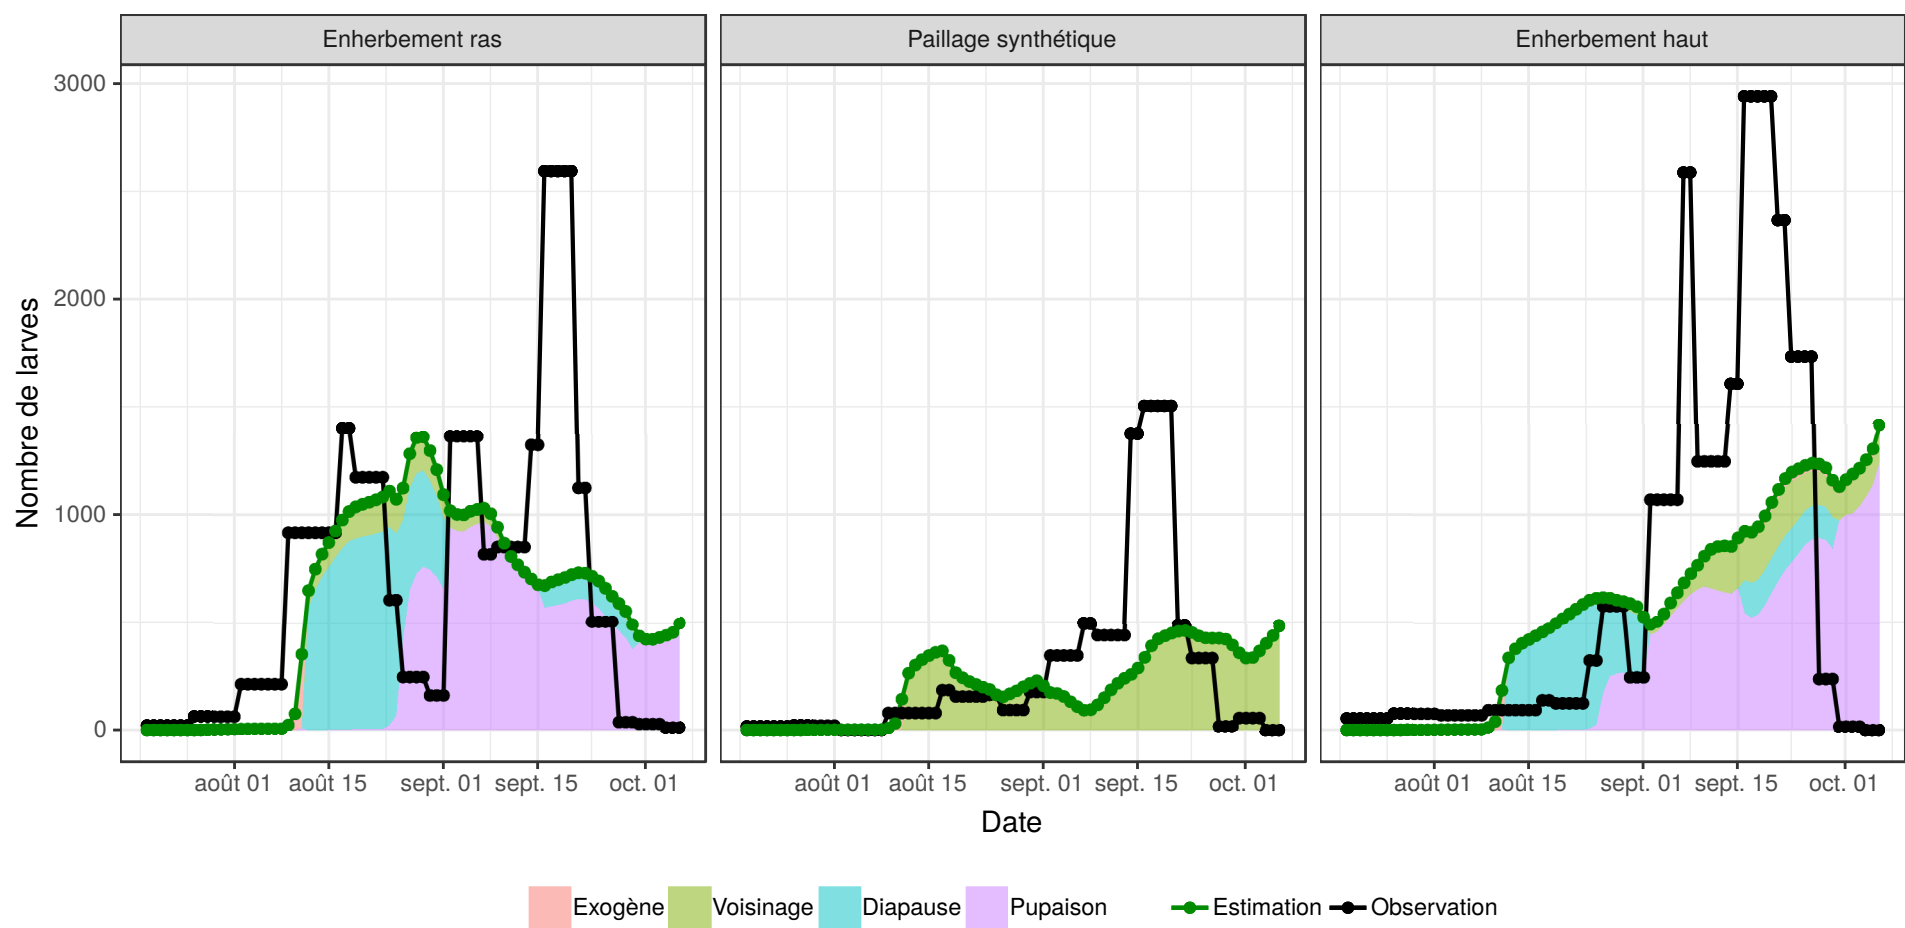 Enherbement ras
Paillage synthétique
Enherbement haut
Nombre de larves
3000
2000
1000
0
août 01 août 15 sept. 01 sept. 15 oct. 01
août 01 août 15 sept. 01 sept. 15 oct. 01
août 01 août 15 sept. 01 sept. 15 oct. 01
Date
Exogène Voisinage Diapause Pupaison Estimation Observation